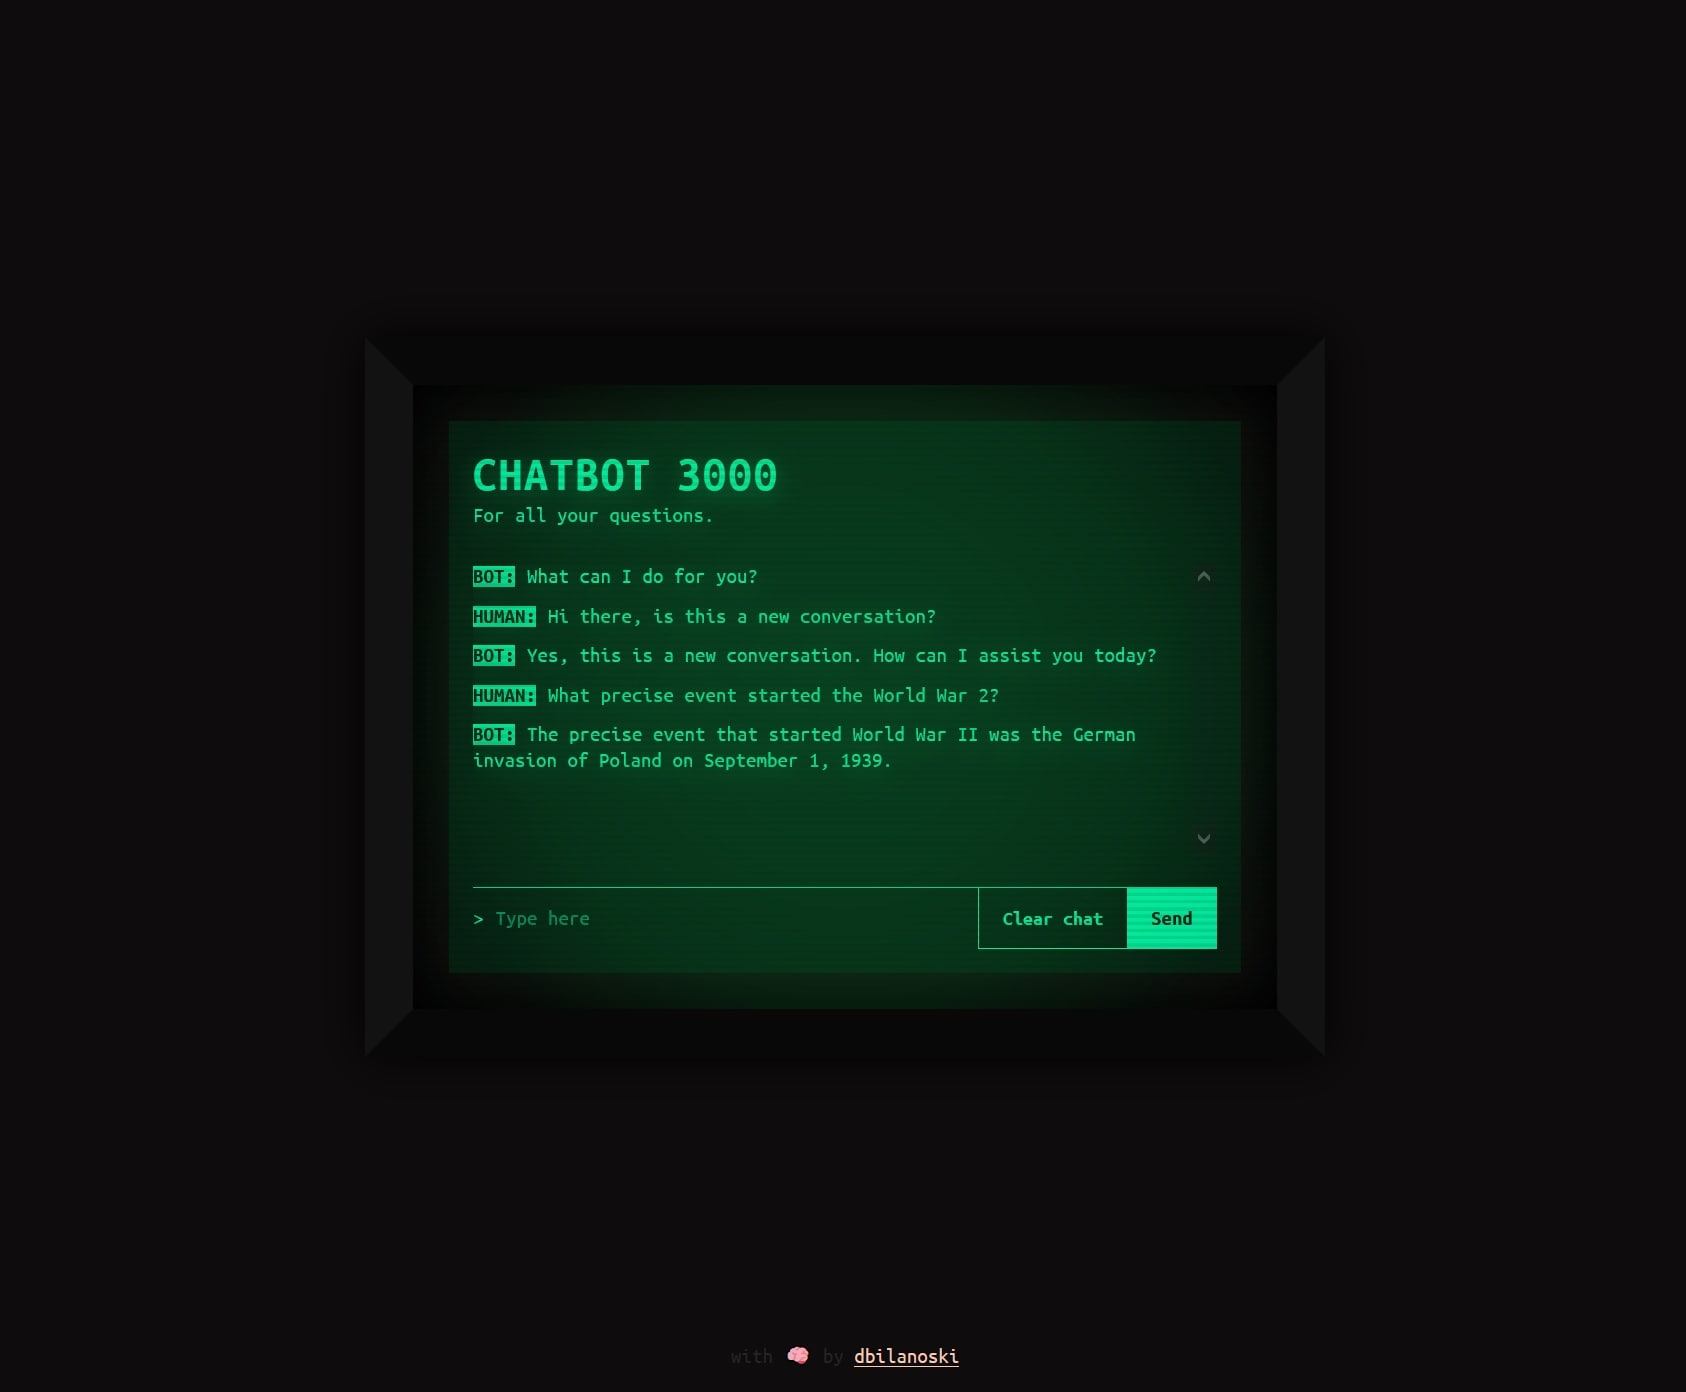 CHATBOT 3000
For all your questions.
BOT: What can I do for you?
HUMAN: Hi there, is this a new conversation?
BOT: Yes, this is a new conversation. How can I assist you today?
HUMAN: What precise event started the World War 2?
BOT: The precise event that started World War II was the German
invasion of Poland on September 1, 1939.
> Type here
Clear chat
Send
with 🧠 by dbilanoski